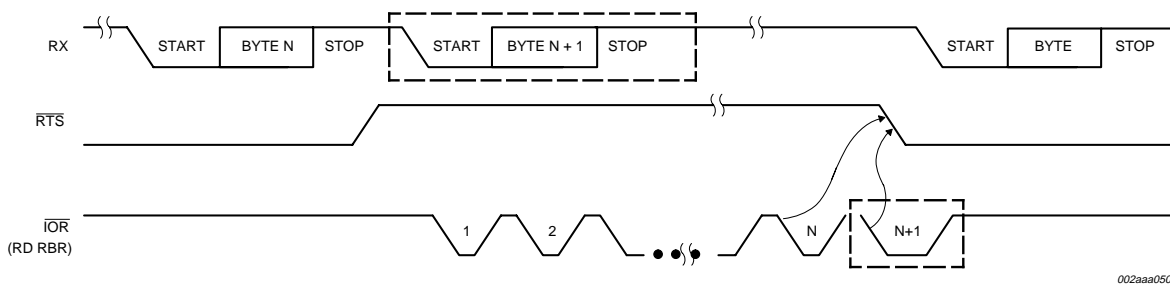 RX START BYTE N STOP START BYTE N + 1 STOP START BYTE STOP
RTS
IOR 1 2 N N+1
(RD RBR)
002aaa050